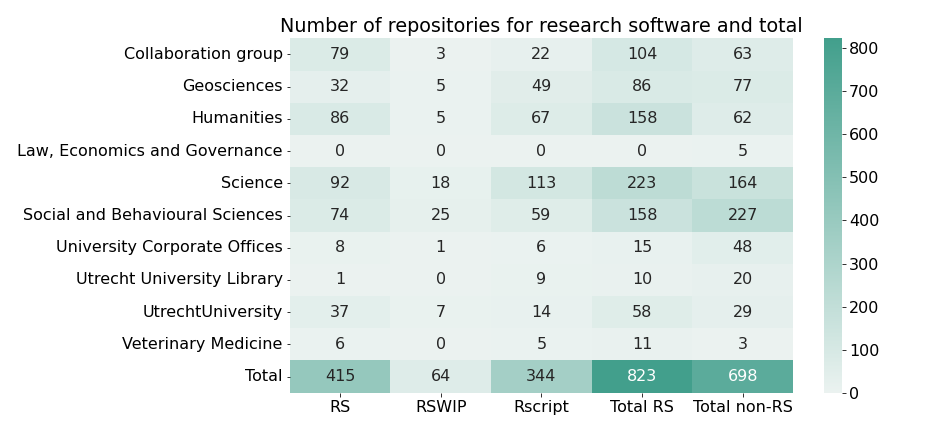 Number of repositories for research software and total
Collaboration group 79 3 22 104 63
Geosciences 32 5 49 86 77
Humanities 86 5 67 158 62
Law, Economics and Governance 0 0 0 0 5
Science 92 18 113 223 164
Social and Behavioural Sciences 74 25 59 158 227
University Corporate Offices 8 1 6 15 48
Utrecht University Library 1 0 9 10 20
UtrechtUniversity 37 7 14 58 29
Veterinary Medicine 6 0 5 11 3
Total 415 64 344 823 698
RS RSWIP Rscript Total RS Total non-RS
800
700
600
500
400
300
200
100
0